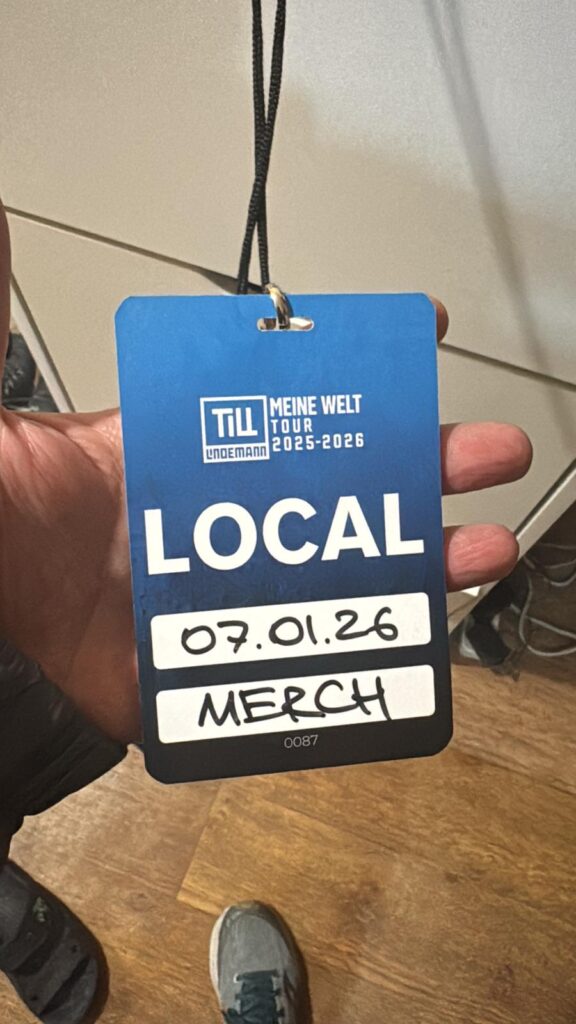 TiLL
LINDEMANN
MEINE WELT
TOUR
2025-2026
LOCAL
07.01.26
MERCH
0087